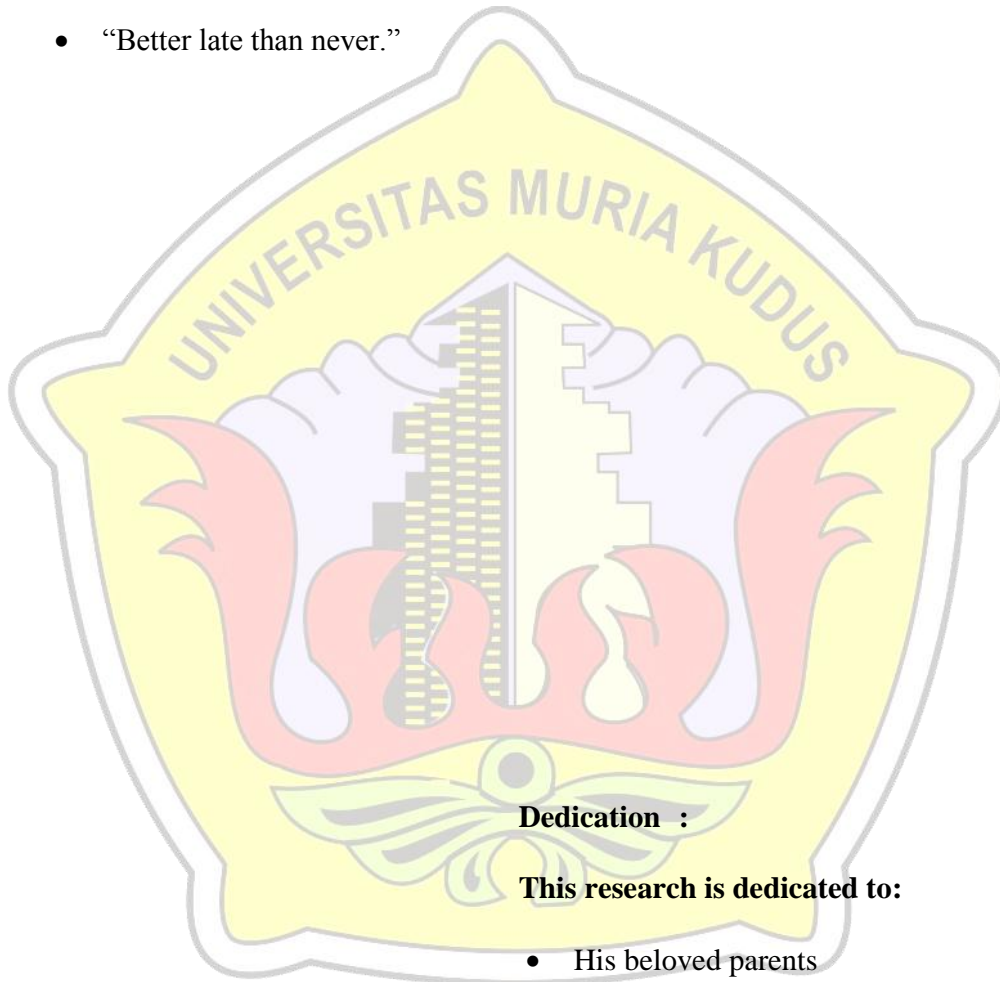 • “Better late than never.”
UNIVERSITAS MURIA KUDUS
Dedication :
This research is dedicated to:
• His beloved parents